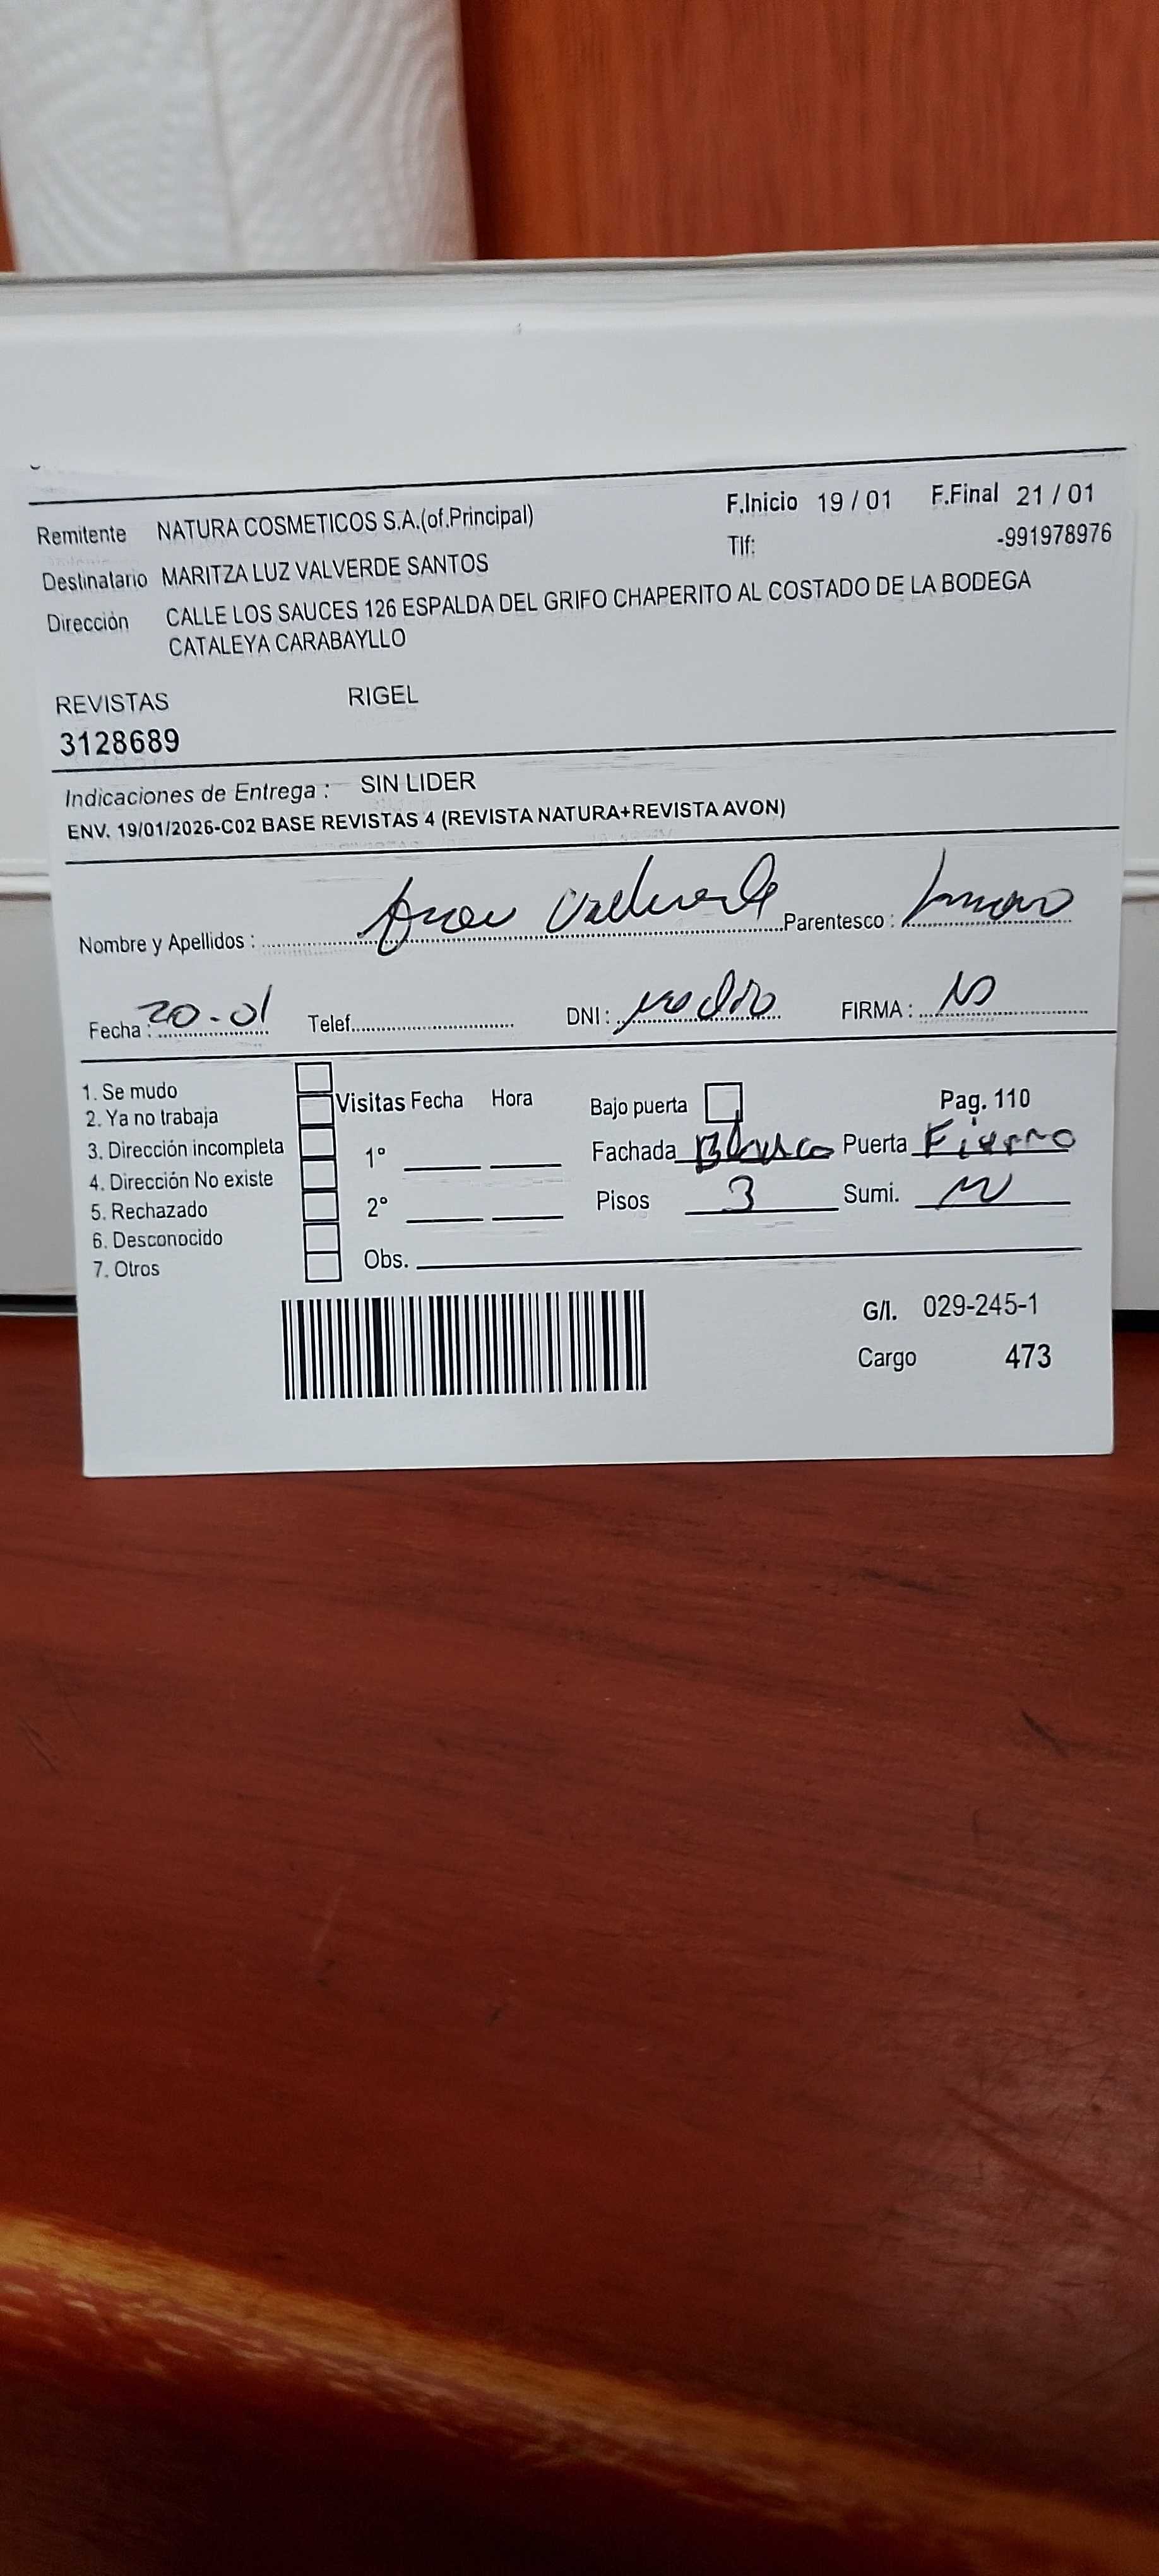 F.Inicio 19 / 01 F.Final 21 / 01
Remitente NATURA COSMETICOS S.A.(of.Principal)
Tlf: -991978976
Destinatario MARITZA LUZ VALVERDE SANTOS
Dirección CALLE LOS SAUCES 126 ESPALDA DEL GRIFO CHAPERITO AL COSTADO DE LA BODEGA
CATALEYA CARABAYLLO
REVISTAS RIGEL
3128689
Indicaciones de Entrega : SIN LIDER
ENV. 19/01/2026-C02 BASE REVISTAS 4 (REVISTA NATURA+REVISTA AVON)
Nombre y Apellidos : Valverde Parentesco :
Fecha : 20-01 Telef. DNI : FIRMA :
1. Se mudo
2. Ya no trabaja
3. Dirección incompleta
4. Dirección No existe
5. Rechazado
6. Desconocido
7. Otros
Visitas Fecha Hora
1°
2°
Obs.
Bajo puerta Pag. 110
Fachada Blanco Puerta Fierro
Pisos 3 Sumi.
G/I. 029-245-1
Cargo 473